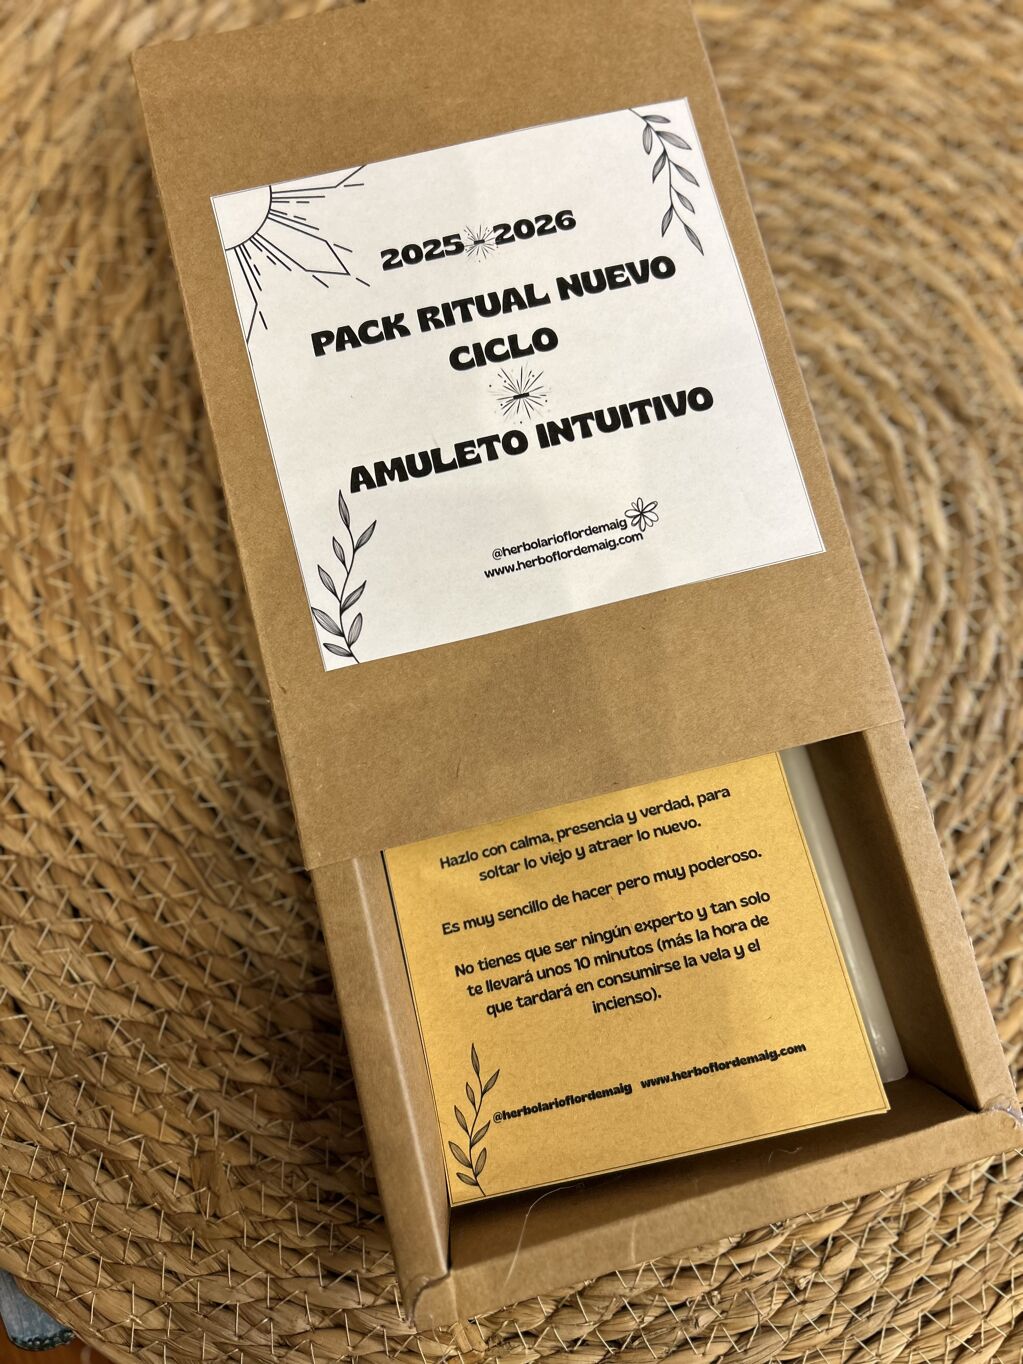 2025 - 2026
PACK RITUAL NUEVO
CICLO
-
AMULETO INTUITIVO
@herbolarioflordemaig
www.herboflordemaig.com
Hazlo con calma, presencia y verdad, para
soltar lo viejo y atraer lo nuevo.
Es muy sencillo de hacer pero muy poderoso.
No tienes que ser ningún experto y tan solo
te llevará unos 10 minutos (más la hora de
que tardará en consumirse la vela y el
incienso).
@herbolarioflordemaig www.herboflordemaig.com